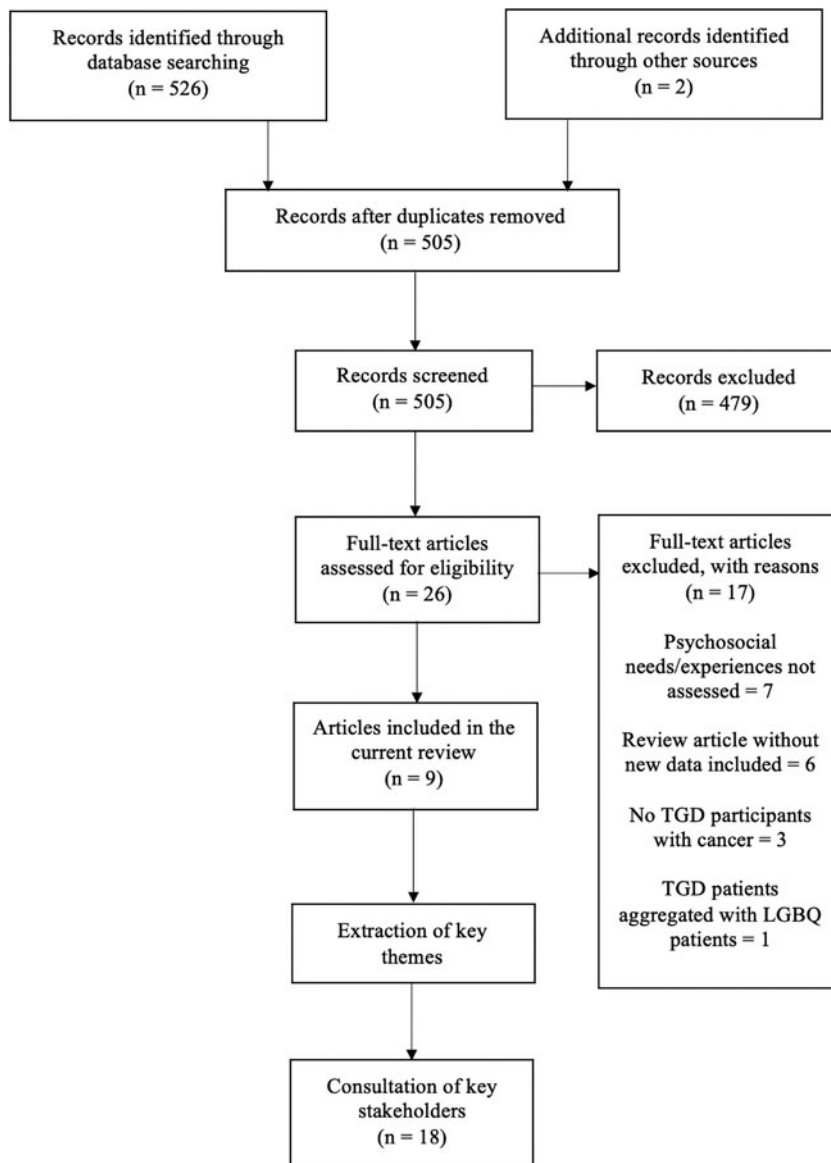 Records identified through
database searching
(n = 526)
Additional records identified
through other sources
(n = 2)
Records after duplicates removed
(n = 505)
Records screened
(n = 505)
Records excluded
(n = 479)
Full-text articles
assessed for eligibility
(n = 26)
Full-text articles
excluded, with reasons
(n = 17)
Psychosocial
needs/experiences not
assessed = 7
Review article without
new data included = 6
No TGD participants
with cancer = 3
TGD patients
aggregated with LGBQ
patients = 1
Articles included in the
current review
(n = 9)
Extraction of key
themes
Consultation of key
stakeholders
(n = 18)